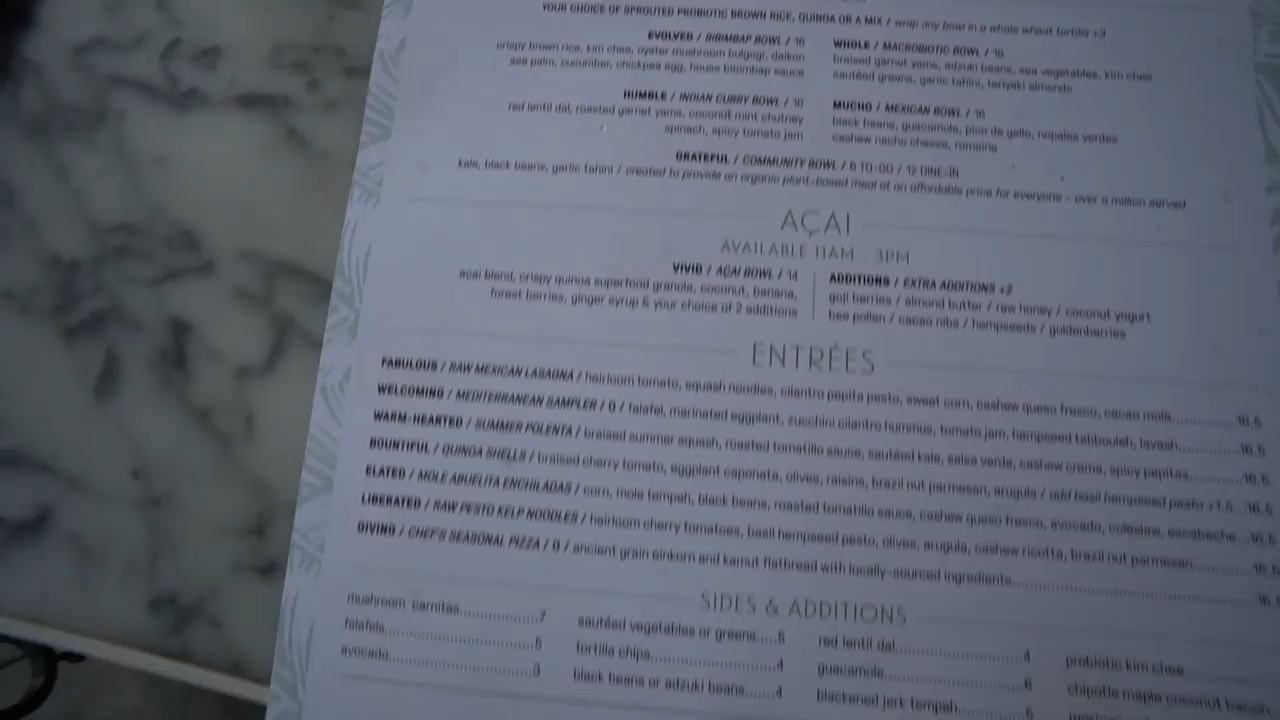 YOUR CHOICE OF SPROUTED PROBIOTIC BROWN RICE, QUINOA OR A MIX / wrap any bowl in a whole wheat tortilla +3
EVOLVED / BIBIMBAP BOWL / 16
crispy brown rice, kim chee, oyster mushroom bulgogi, daikon
sea palm, cucumber, chickpea egg, house bibimbap sauce
WHOLE / MACROBIOTIC BOWL / 16
braised garnet yams, adzuki beans, sea vegetables, kim chee
sautéed greens, garlic tahini, teriyaki almonds
HUMBLE / INDIAN CURRY BOWL / 16
red lentil dal, roasted garnet yams, coconut mint chutney
spinach, spicy tomato jam
MUCHO / MEXICAN BOWL / 16
black beans, guacamole, pico de gallo, nopales verdes
cashew nacho cheese, romaine
GRATEFUL / COMMUNITY BOWL / 8 TO-GO / 12 DINE-IN
kale, black beans, garlic tahini / created to provide an organic plant-based meal at an affordable price for everyone - over a million served
AÇAI
AVAILABLE 11AM - 3PM
VIVID / AÇAI BOWL / 14
açai blend, crispy quinoa superfood granola, coconut, banana,
forest berries, ginger syrup & your choice of 2 additions
ADDITIONS / EXTRA ADDITIONS +2
goji berries / almond butter / raw honey / coconut yogurt
bee pollen / cacao nibs / hempseeds / goldenberries
ENTRÉES
FABULOUS / RAW MEXICAN LASAGNA / heirloom tomato, squash noodles, cilantro pepita pesto, sweet corn, cashew queso fresco, cacao mole..........16.5
WELCOMING / MEDITERRANEAN SAMPLER / G / falafel, marinated eggplant, zucchini cilantro hummus, tomato jam, hempseed tabbouleh, lavash..........16.5
WARM-HEARTED / SUMMER POLENTA / braised summer squash, roasted tomatillo sauce, sautéed kale, salsa verde, cashew crema, spicy pepitas..........16.5
BOUNTIFUL / QUINOA SHELLS / braised cherry tomato, eggplant caponata, olives, raisins, brazil nut parmesan, arugula / add basil hempseed pesto +1.5...16.5
ELATED / MOLE ABUELITA ENCHILADAS / corn, mole tempeh, black beans, roasted tomatillo sauce, cashew queso fresco, avocado, coleslaw, escabeche...16.5
LIBERATED / RAW PESTO KELP NOODLES / heirloom cherry tomatoes, basil hempseed pesto, olives, arugula, cashew ricotta, brazil nut parmesan..........16.5
GIVING / CHEF'S SEASONAL PIZZA / G / ancient grain einkorn and kamut flatbread with locally-sourced ingredients..........16
SIDES & ADDITIONS
mushroom carnitas..........7
falafels..........5
avocado..........3
sautéed vegetables or greens.....5
tortilla chips..........4
black beans or adzuki beans.......4
red lentil dal..........4
guacamole..........6
blackened jerk tempeh.......5
probiotic kim chee..........
chipotle maple coconut bacon